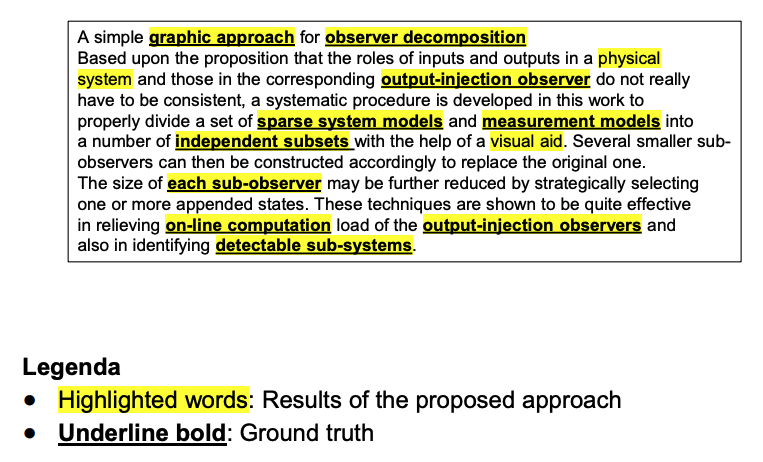 A simple graphic approach for observer decomposition
Based upon the proposition that the roles of inputs and outputs in a physical
system and those in the corresponding output-injection observer do not really
have to be consistent, a systematic procedure is developed in this work to
properly divide a set of sparse system models and measurement models into
a number of independent subsets with the help of a visual aid. Several smaller sub-
observers can then be constructed accordingly to replace the original one.
The size of each sub-observer may be further reduced by strategically selecting
one or more appended states. These techniques are shown to be quite effective
in relieving on-line computation load of the output-injection observers and
also in identifying detectable sub-systems.
Legenda
● Highlighted words: Results of the proposed approach
● Underline bold: Ground truth